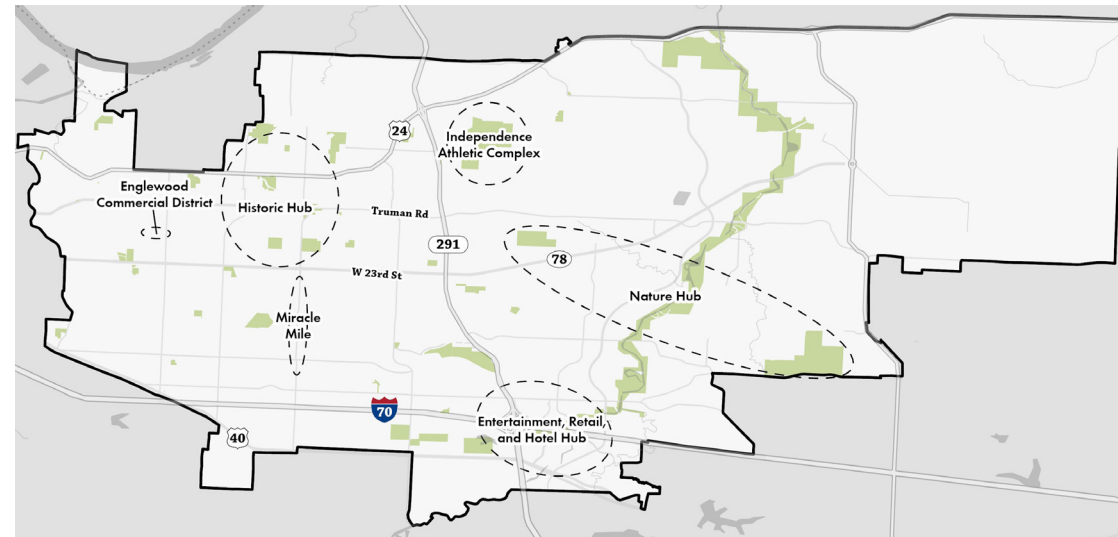 24
Independence
Athletic Complex
Englewood
Commercial District
Historic Hub
Truman Rd
291
78
W 23rd St
Nature Hub
Miracle
Mile
70
Entertainment, Retail,
and Hotel Hub
40